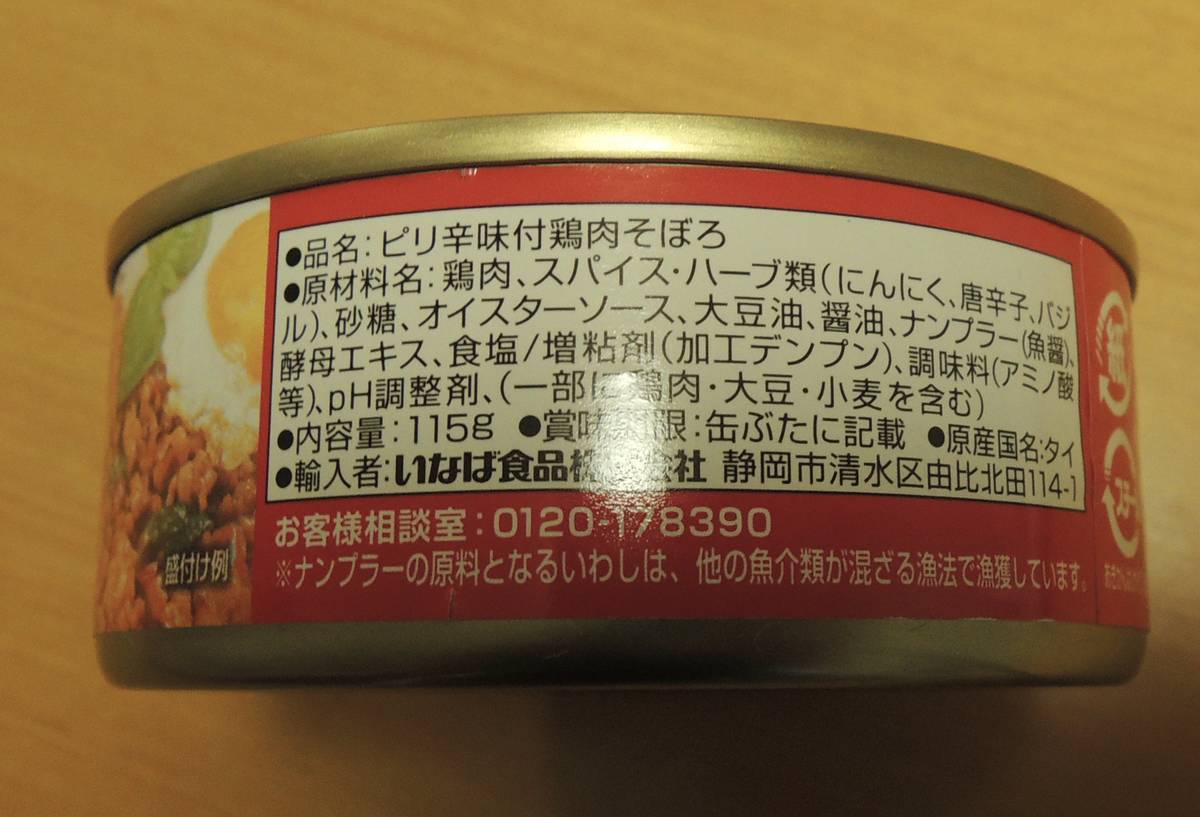 ●品名:ピリ辛味付鶏肉そぼろ
●原材料名:鶏肉、スパイス・ハーブ類(にんにく、唐辛子、バジ
ル)、砂糖、オイスターソース、大豆油、醤油、ナンプラー(魚醤)、
酵母エキス、食塩/増粘剤(加工デンプン)、調味料(アミノ酸
等)、pH調整剤、(一部に鶏肉・大豆・小麦を含む)
●内容量:115g ●賞味期限:缶ぶたに記載 ●原産国名:タイ
●輸入者:いなば食品株式会社 静岡市清水区由比北田114-1
お客様相談室:0120-178390
※ナンプラーの原料となるいわしは、他の魚介類が混ざる漁法で漁獲しています。
盛付け例
紙